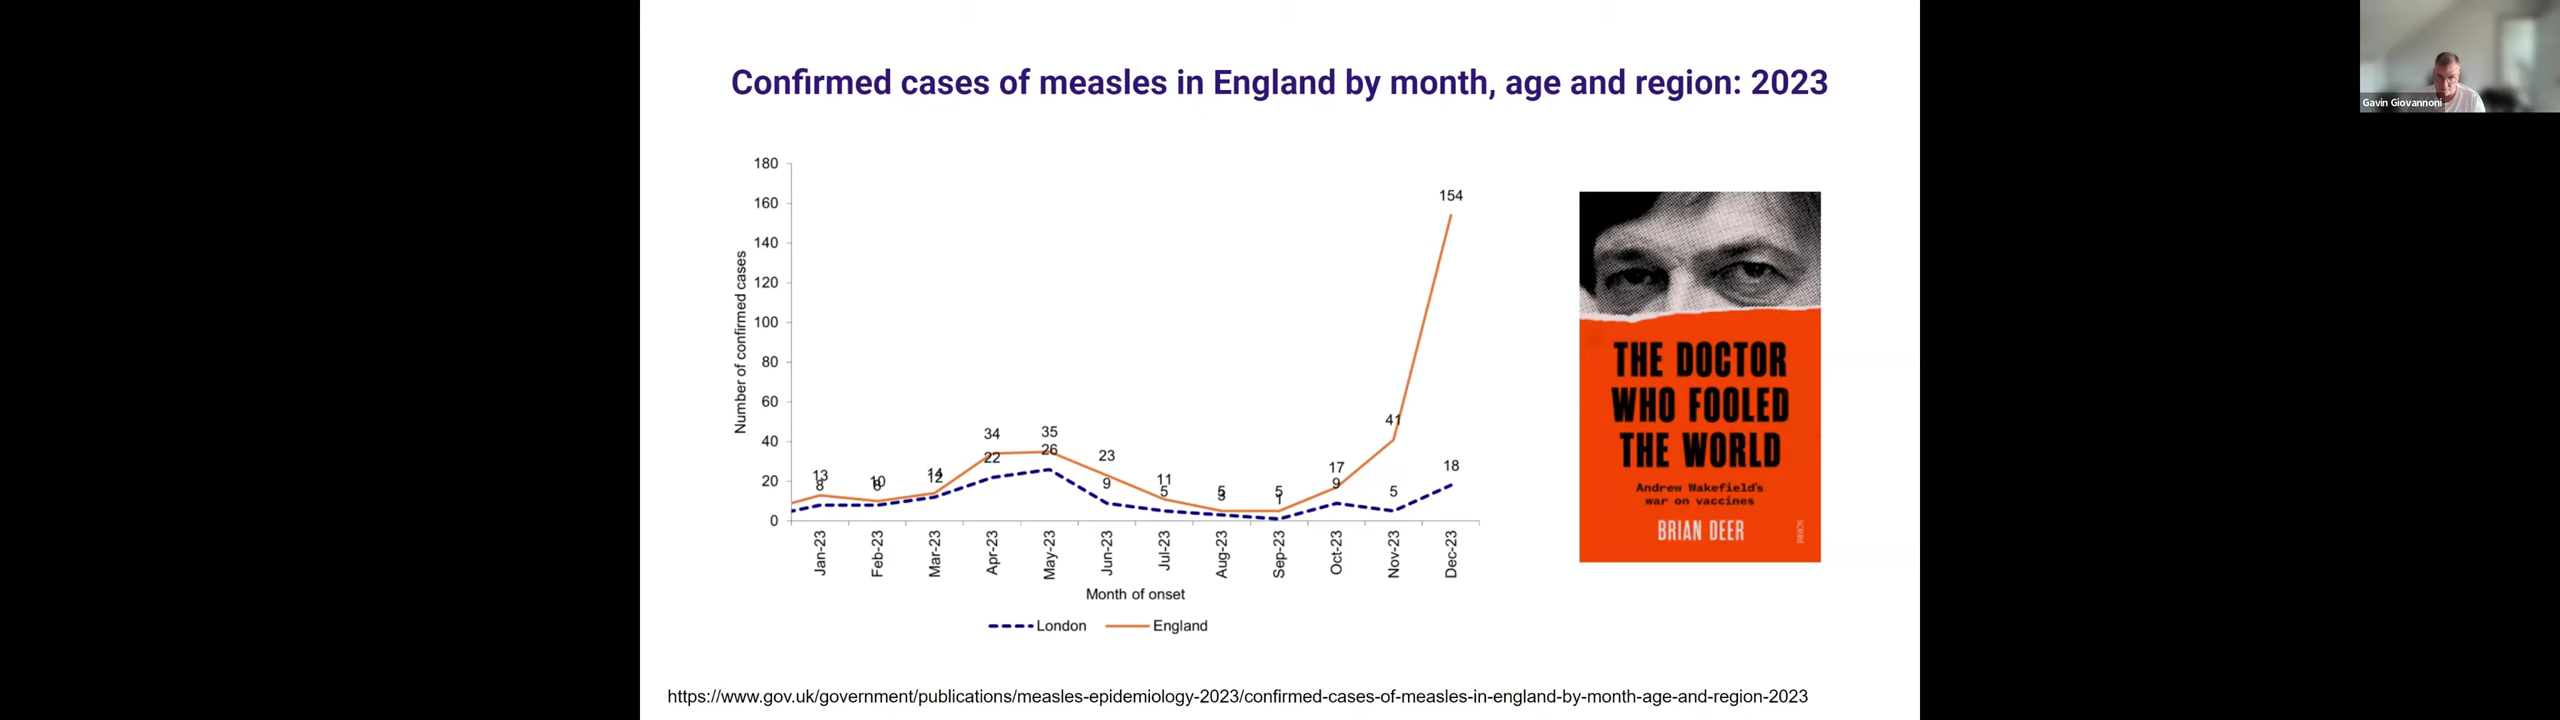 Confirmed cases of measles in England by month, age and region: 2023
Gavin Giovannoni
Number of confirmed cases
180
160
140
120
100
80
60
40
20
0
13
8
10
8
14
12
34
22
35
26
23
9
11
5
5
3
5
1
17
9
41
5
154
18
Jan-23
Feb-23
Mar-23
Apr-23
May-23
Jun-23
Jul-23
Aug-23
Sep-23
Oct-23
Nov-23
Dec-23
Month of onset
London England
THE DOCTOR
WHO FOOLED
THE WORLD
Andrew Wakefield's
war on vaccines
BRIAN DEER
https://www.gov.uk/government/publications/measles-epidemiology-2023/confirmed-cases-of-measles-in-england-by-month-age-and-region-2023